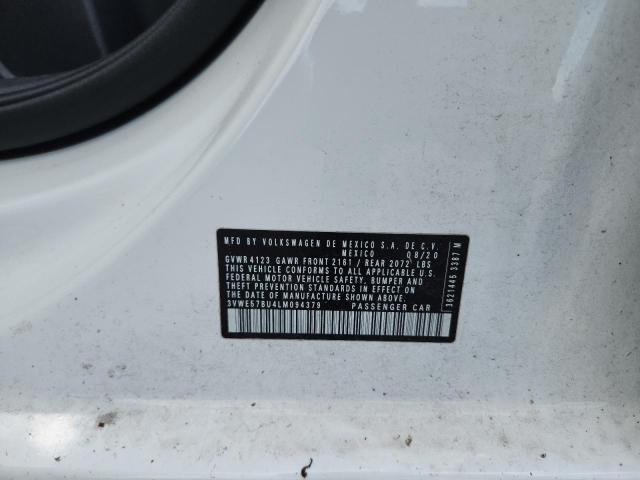 MFD BY VOLKSWAGEN DE MEXICO S.A. DE C.V.
MEXICO 08/20
GVWR 4123 GAWR FRONT 2161 / REAR 2072 LBS
THIS VEHICLE CONFORMS TO ALL APPLICABLE U.S.
FEDERAL MOTOR VEHICLE SAFETY, BUMPER AND
THEFT PREVENTION STANDARDS IN EFFECT ON THE
DATE OF MANUFACTURE SHOWN ABOVE.
3VWE57BU4LM094379 PASSENGER CAR
3621445 3387 M